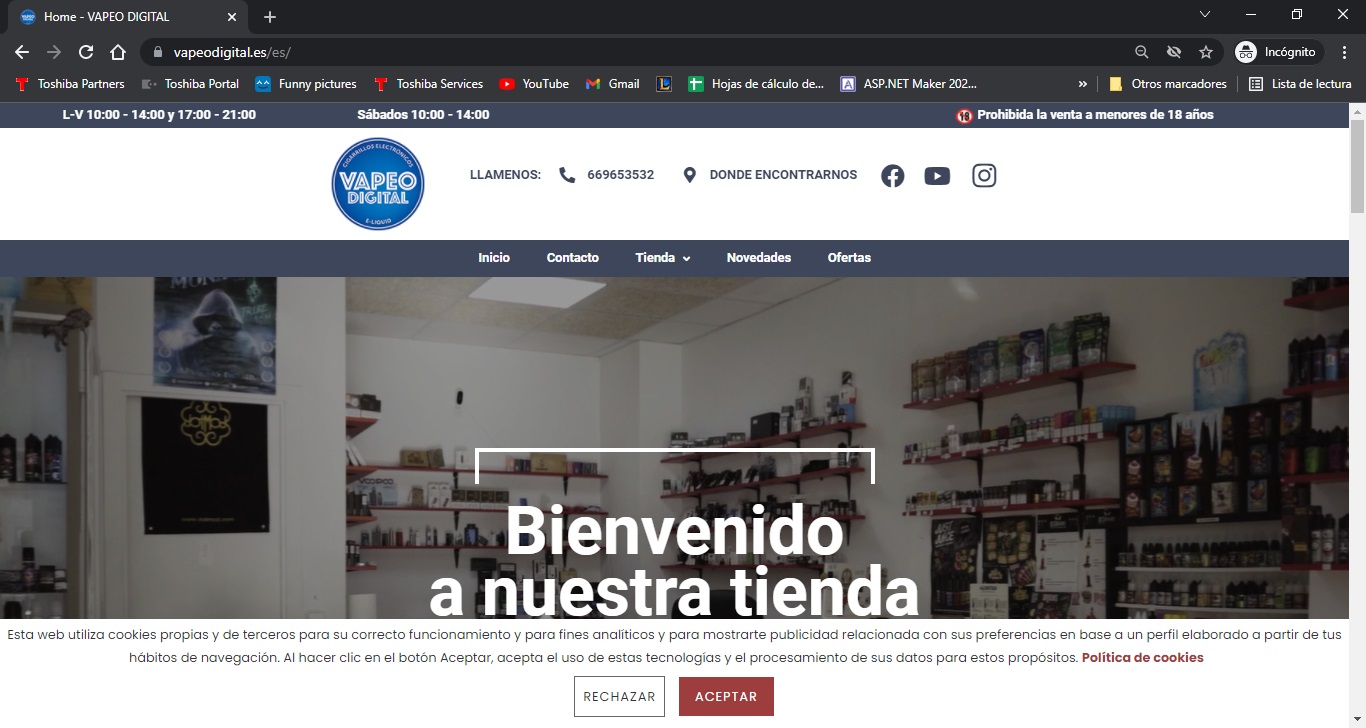 Home - VAPEO DIGITAL
vapeodigital.es/es/
Incógnito
Toshiba Partners
Toshiba Portal
Funny pictures
Toshiba Services
YouTube
Gmail
Hojas de cálculo de...
ASP.NET Maker 202...
»
Otros marcadores
Lista de lectura
L-V 10:00 - 14:00 y 17:00 - 21:00
Sábados 10:00 - 14:00
18 Prohibida la venta a menores de 18 años
CIGARRILLOS ELECTRÓNICOS
VAPEO
DIGITAL
E-LIQUID
LLAMENOS:
669653532
DONDE ENCONTRARNOS
Inicio
Contacto
Tienda
Novedades
Ofertas
JUST
JUICE
Bienvenido
a nuestra tienda
Esta web utiliza cookies propias y de terceros para su correcto funcionamiento y para fines analíticos y para mostrarte publicidad relacionada con sus preferencias en base a un perfil elaborado a partir de tus
hábitos de navegación. Al hacer clic en el botón Aceptar, acepta el uso de estas tecnologías y el procesamiento de sus datos para estos propósitos. Política de cookies
RECHAZAR
ACEPTAR